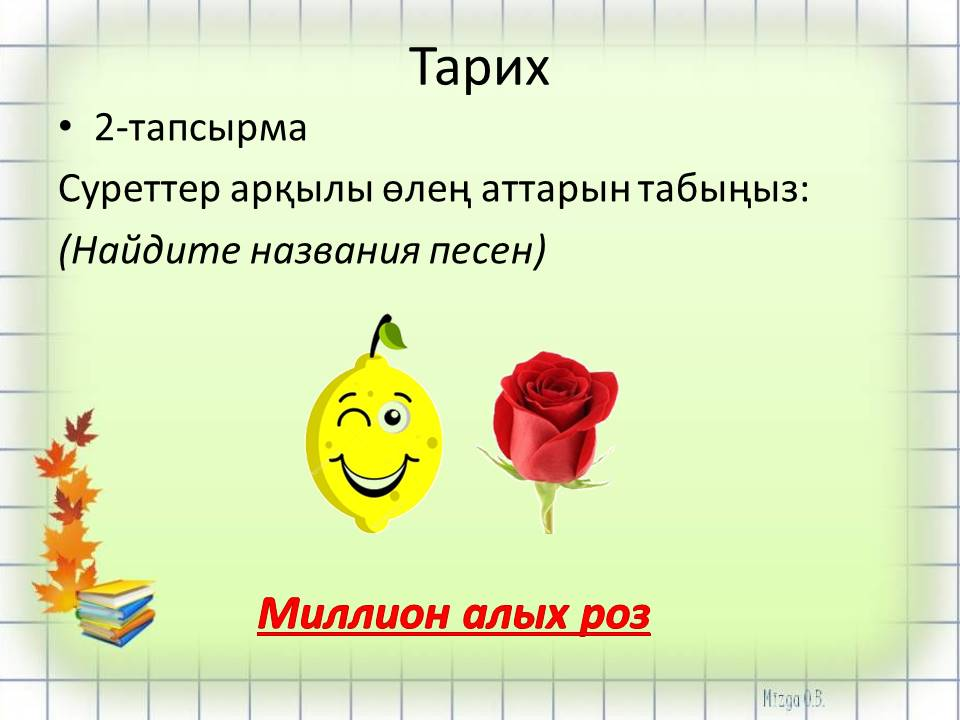 Тарих
• 2-тапсырма
Суреттер арқылы өлең аттарын табыңыз:
(Найдите названия песен)
Миллион алых роз
Mizga O.B.